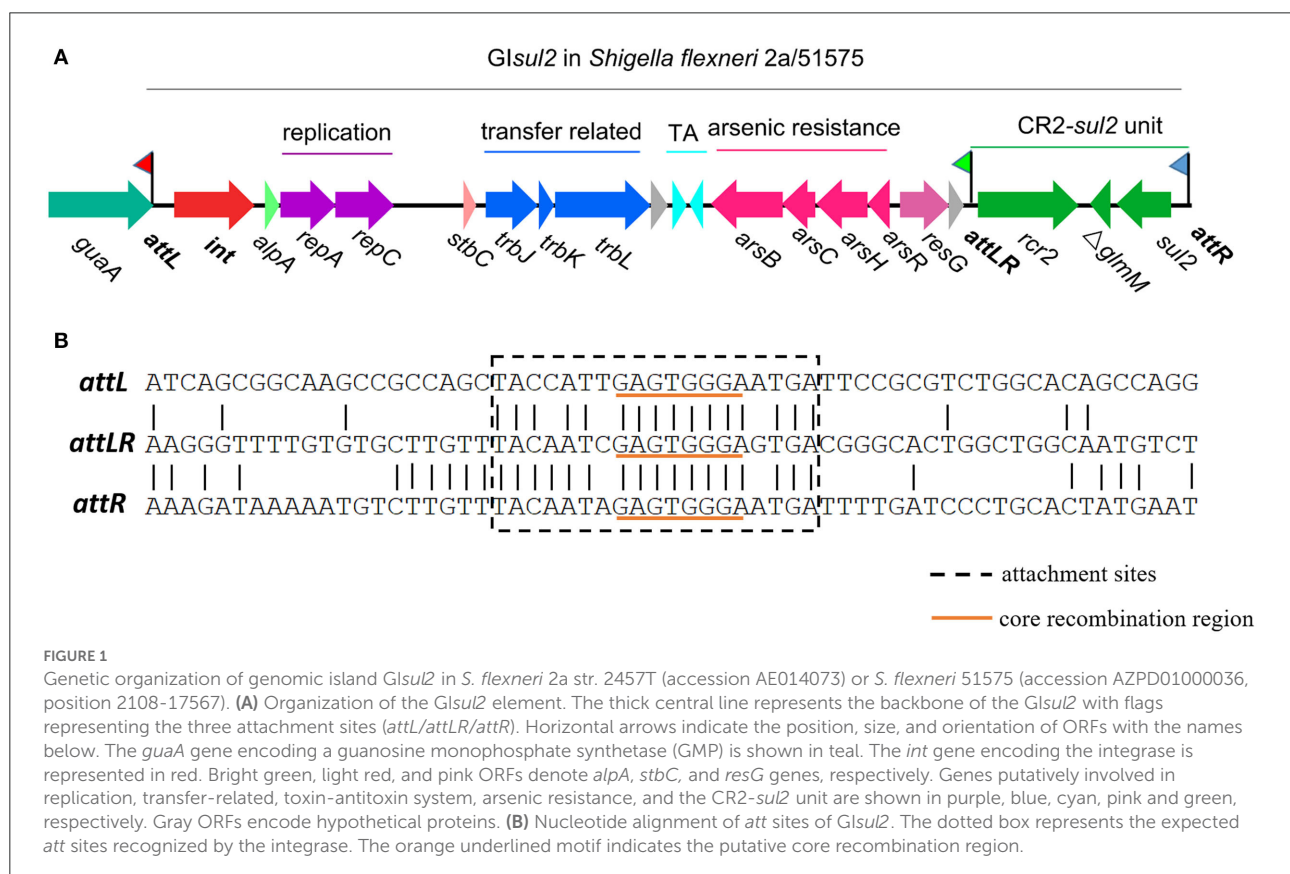 A
GIsul2 in Shigella flexneri 2a/51575
replication transfer related TA arsenic resistance CR2-sul2 unit
guaA attL int alpA repA repC stbC trbJ trbK trbL arsB arsC arsH arsR resG attLR rcr2 △glmM sul2 attR
B
attL ATCAGCGGCAAGCCGCCAGCTACCATTGAGTGGGAATGATTCCGCGTCTGGCACAGCCAGG
attLR AAGGGTTTTGTGTGCTTGTTTACAATCGAGTGGGAGTGACGGGCACTGGCTGGCAATGTCT
attR AAAGATAAAAATGTCTTGTTTACAATAGAGTGGGAATGATTTTGATCCCTGCACTATGAAT
attachment sites
core recombination region
FIGURE 1
Genetic organization of genomic island GIsul2 in S. flexneri 2a str. 2457T (accession AE014073) or S. flexneri 51575 (accession AZPD01000036,
position 2108-17567). (A) Organization of the GIsul2 element. The thick central line represents the backbone of the GIsul2 with flags
representing the three attachment sites (attL/attLR/attR). Horizontal arrows indicate the position, size, and orientation of ORFs with the names
below. The guaA gene encoding a guanosine monophosphate synthetase (GMP) is shown in teal. The int gene encoding the integrase is
represented in red. Bright green, light red, and pink ORFs denote alpA, stbC, and resG genes, respectively. Genes putatively involved in
replication, transfer-related, toxin-antitoxin system, arsenic resistance, and the CR2-sul2 unit are shown in purple, blue, cyan, pink and green,
respectively. Gray ORFs encode hypothetical proteins. (B) Nucleotide alignment of att sites of GIsul2. The dotted box represents the expected
att sites recognized by the integrase. The orange underlined motif indicates the putative core recombination region.